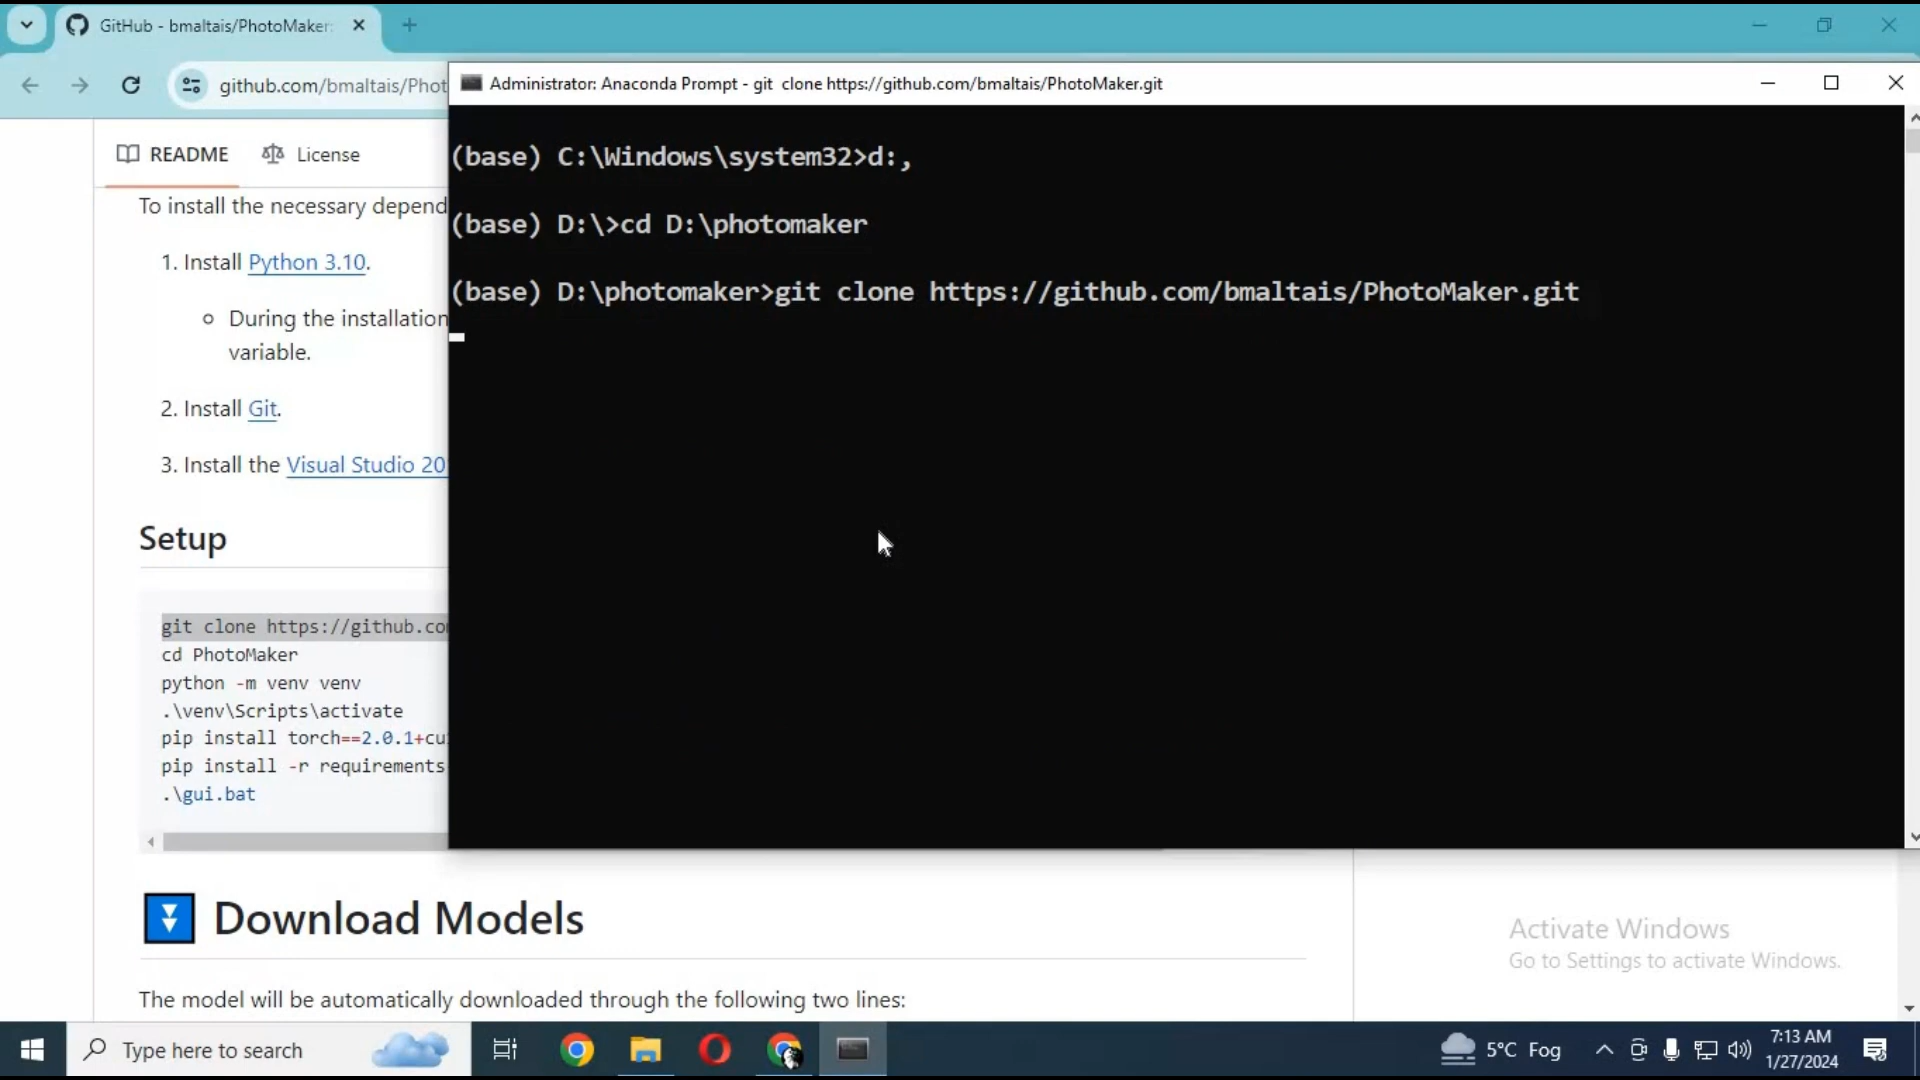 GitHub - bmaltais/PhotoMaker:
github.com/bmaltais/Phot
Administrator: Anaconda Prompt - git clone https://github.com/bmaltais/PhotoMaker.git
README License
To install the necessary depend
1. Install Python 3.10.
During the installation
variable.
2. Install Git.
3. Install the Visual Studio 20
Setup
git clone https://github.co
cd PhotoMaker
python -m venv venv
.\venv\Scripts\activate
pip install torch==2.0.1+cu
pip install -r requirements
.\gui.bat
(base) C:\Windows\system32>d:,
(base) D:\>cd D:\photomaker
(base) D:\photomaker>git clone https://github.com/bmaltais/PhotoMaker.git
Download Models
The model will be automatically downloaded through the following two lines:
Activate Windows
Go to Settings to activate Windows.
Type here to search
5°C Fog
7:13 AM
1/27/2024